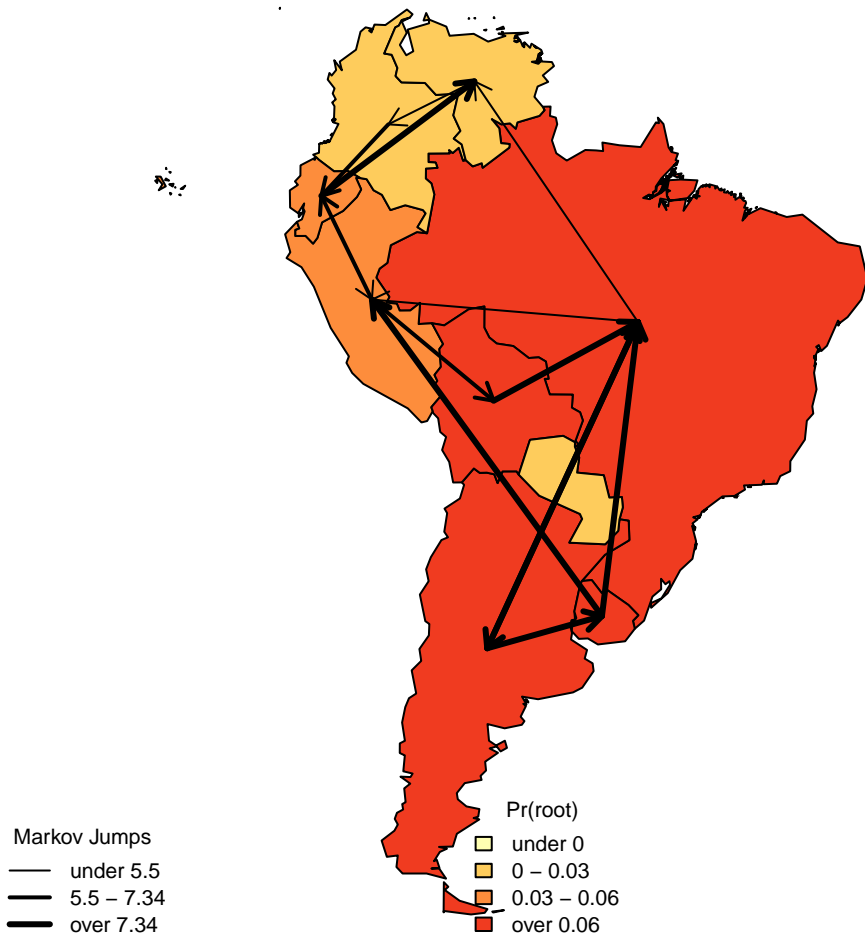 Markov Jumps
under 5.5
5.5 – 7.34
over 7.34
Pr(root)
under 0
0 – 0.03
0.03 – 0.06
over 0.06